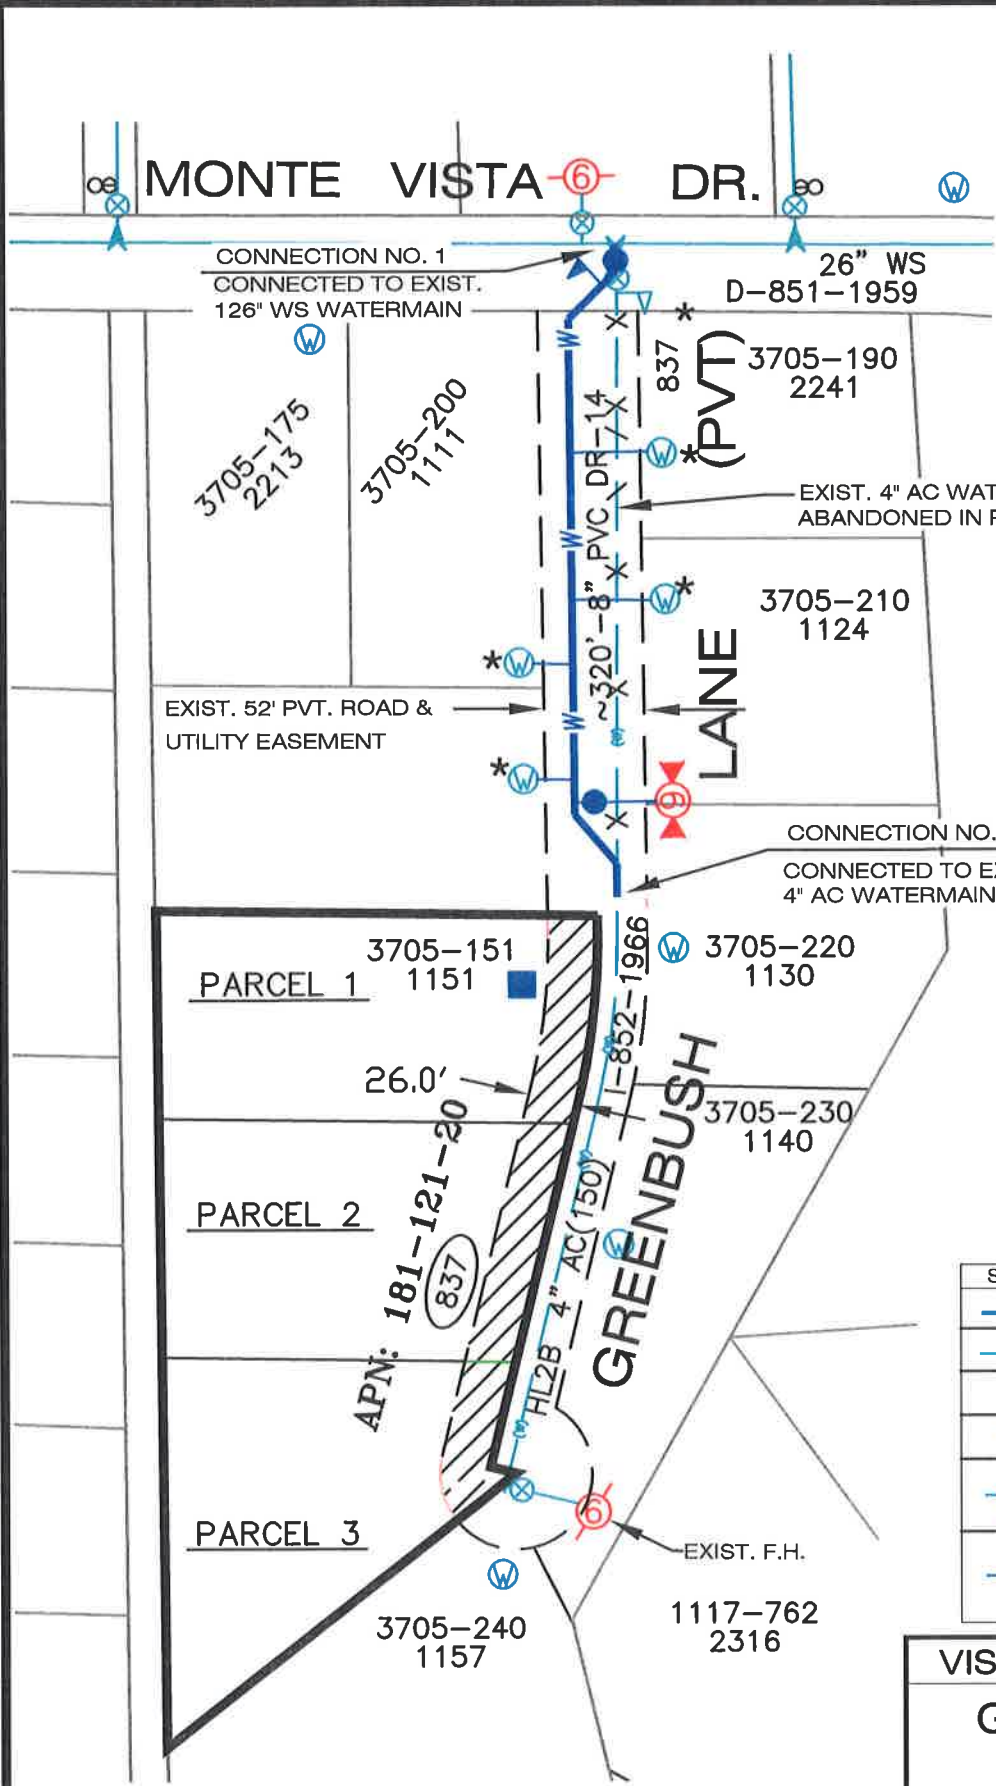 MONTE VISTA DR.
6
W
CONNECTION NO. 1
CONNECTED TO EXIST.
126" WS WATERMAIN
26" WS
D-851-1959
W
837
(PVT)
3705-190
2241
3705-175
2213
3705-200
1111
W
*
W *
EXIST. 4" AC WAT
ABANDONED IN
~320'-8" PVC DR-14
W
W *
3705-210
1124
* W
EXIST. 52' PVT. ROAD &
UTILITY EASEMENT
LANE
W
* W
6
CONNECTION NO.
CONNECTED TO E
4" AC WATERMAIN
3705-151
1151
PARCEL 1
I-852-1966
W
3705-220
1130
26.0'
3705-230
1140
GREENBUSH
PARCEL 2
APN: 181-121-20
837
HL2B 4" AC(150)
W
S
PARCEL 3
6
EXIST. F.H.
W
3705-240
1157
1117-762
2316
VIS
G